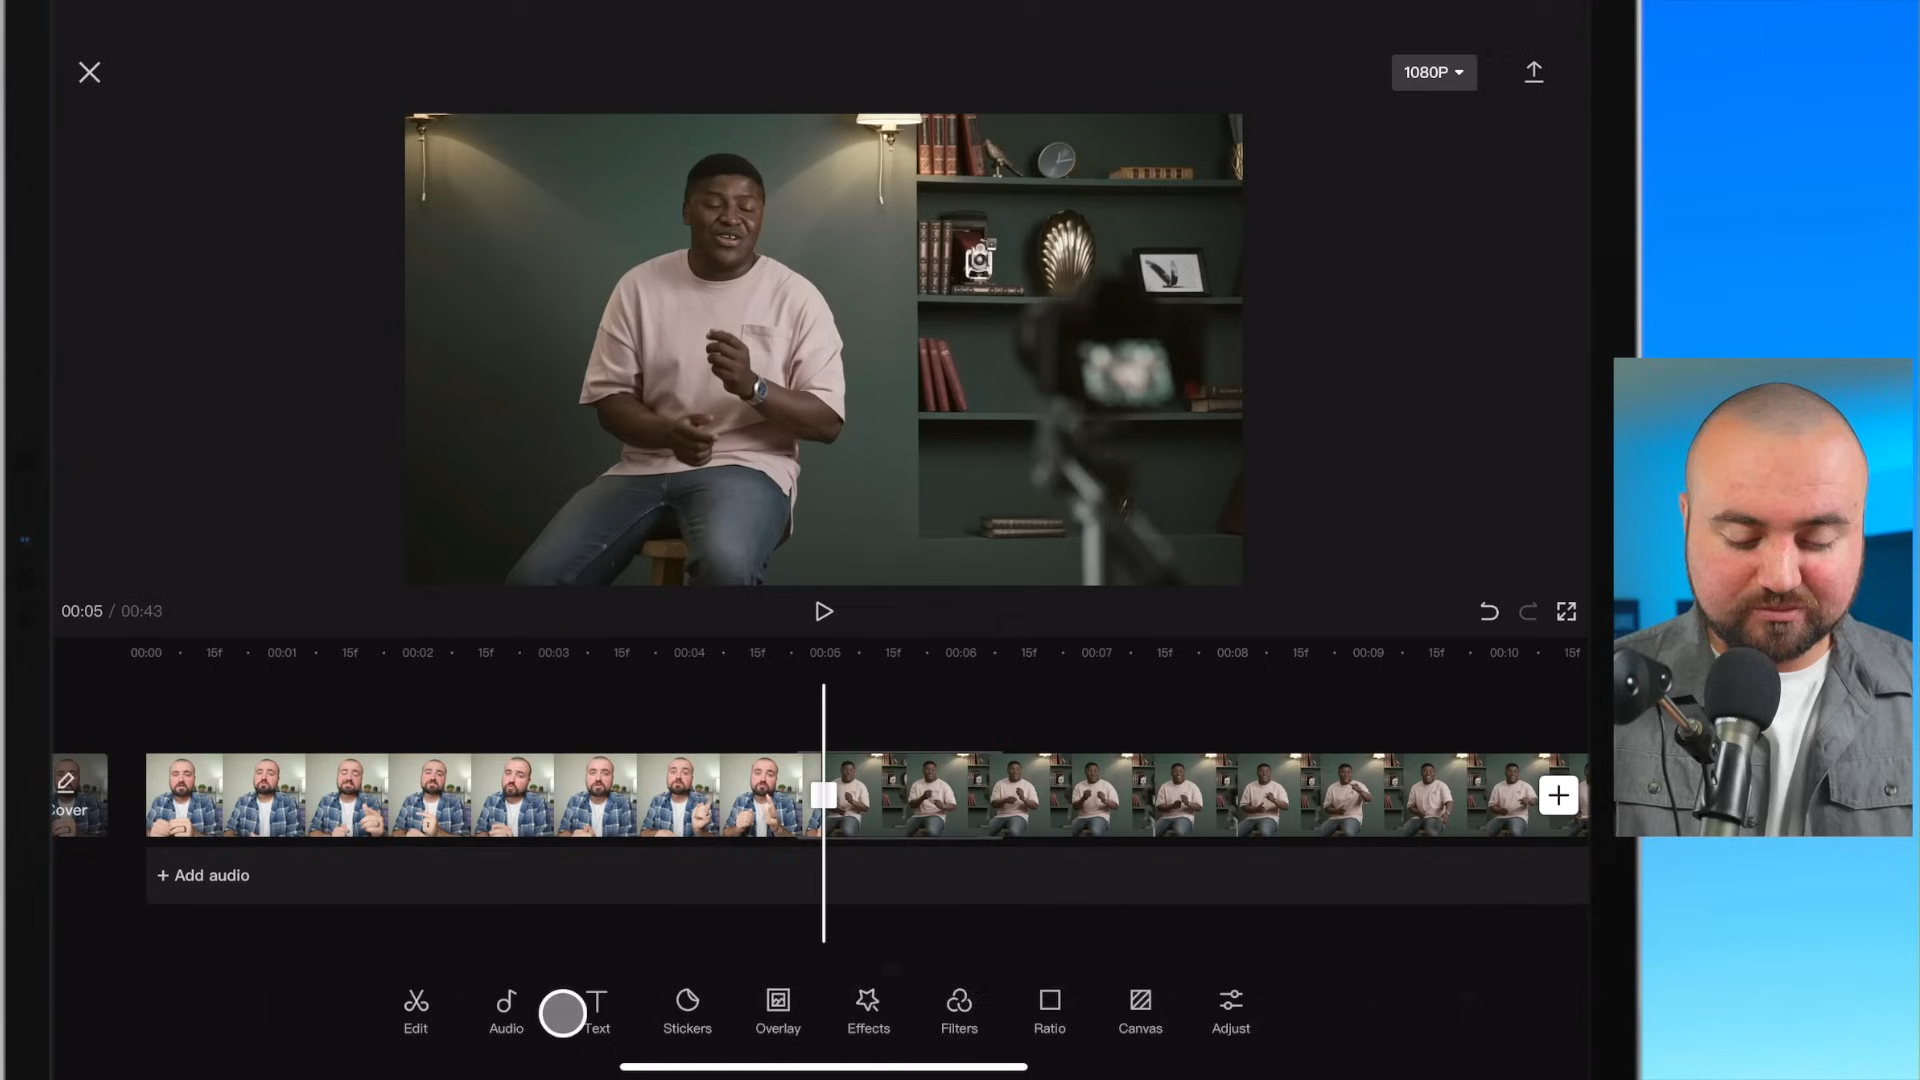 1080P
00:05 / 00:43
00:00 15f 00:01 15f 00:02 15f 00:03 15f 00:04 15f 00:05 15f 00:06 15f 00:07 15f 00:08 15f 00:09 15f 00:10 15f
over
+ Add audio
Edit Audio Text Stickers Overlay Effects Filters Ratio Canvas Adjust